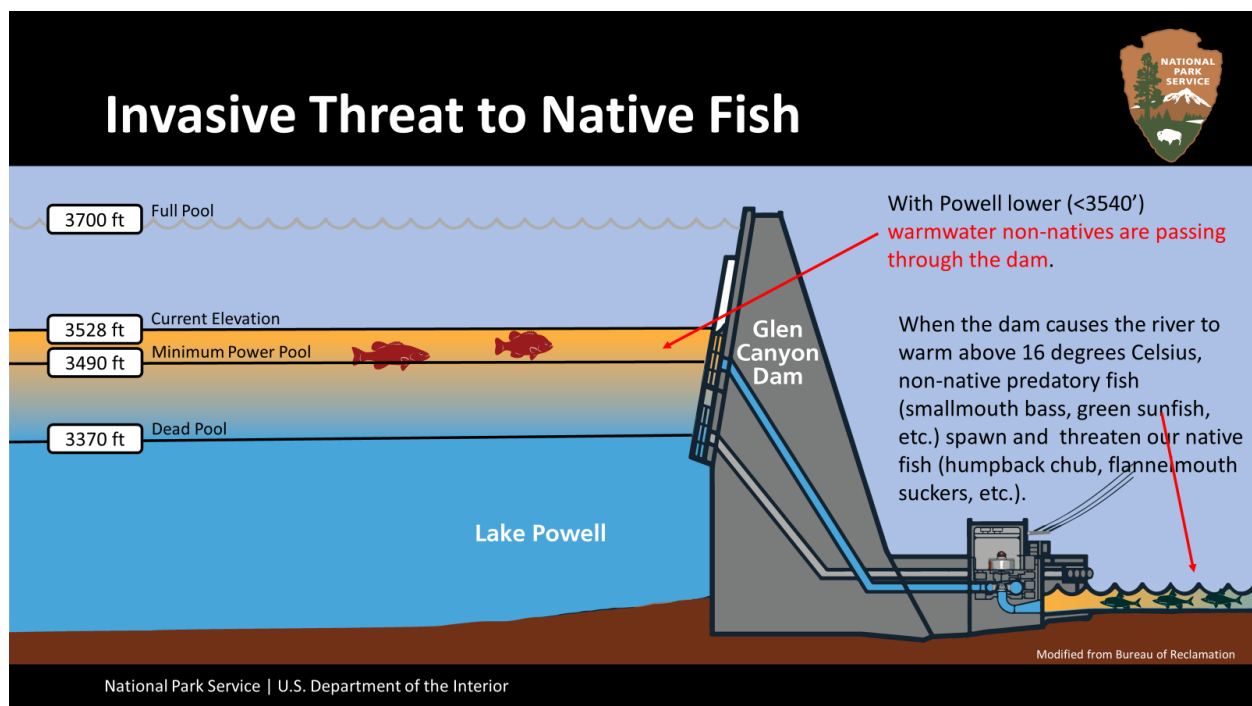 Invasive Threat to Native Fish
NATIONAL
PARK
SERVICE
3700 ft
Full Pool
With Powell lower (<3540’)
warmwater non-natives are passing
through the dam.
3528 ft
Current Elevation
3490 ft
Minimum Power Pool
3370 ft
Dead Pool
Glen
Canyon
Dam
When the dam causes the river to
warm above 16 degrees Celsius,
non-native predatory fish
(smallmouth bass, green sunfish,
etc.) spawn and  threaten our native
fish (humpback chub, flannelmouth
suckers, etc.).
Lake Powell
Modified from Bureau of Reclamation
National Park Service | U.S. Department of the Interior